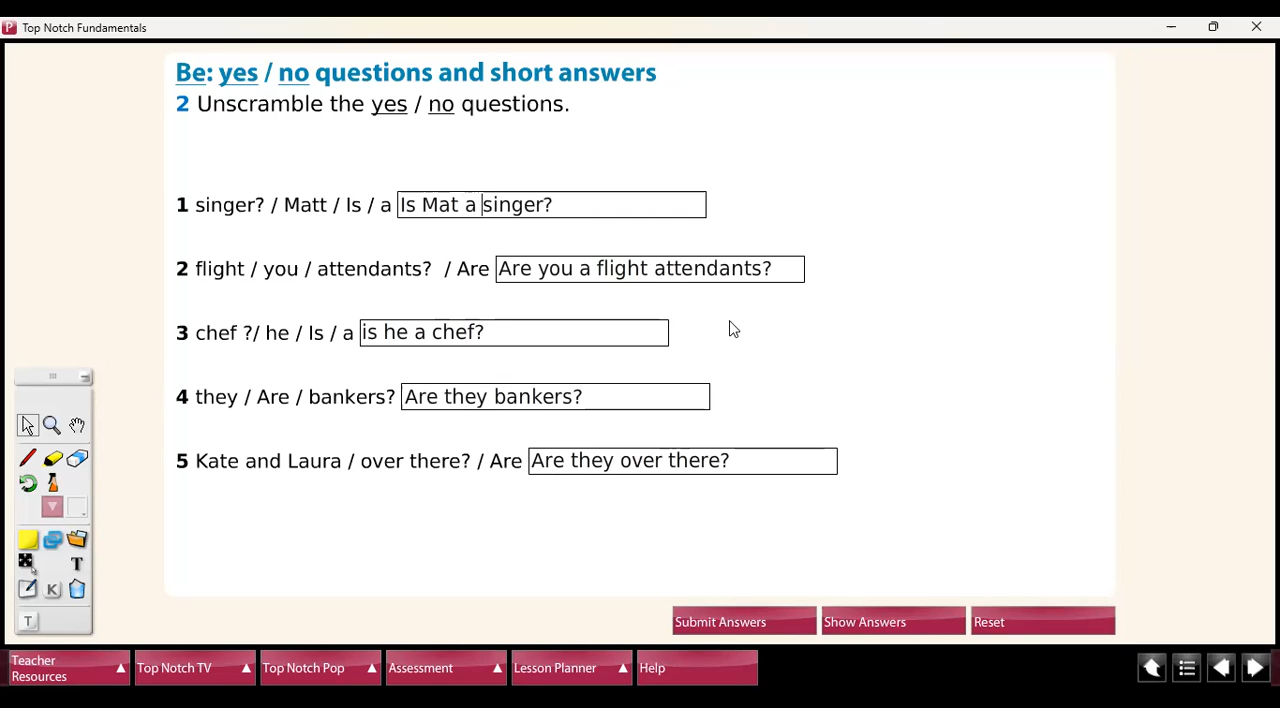 Top Notch Fundamentals
Be: yes / no questions and short answers
2 Unscramble the yes / no questions.
1 singer? / Matt / Is / a Is Mat a singer?
2 flight / you / attendants? / Are Are you a flight attendants?
3 chef ?/ he / Is / a is he a chef?
4 they / Are / bankers? Are they bankers?
5 Kate and Laura / over there? / Are Are they over there?
T
K
T
Submit Answers Show Answers Reset
Teacher Resources Top Notch TV Top Notch Pop Assessment Lesson Planner Help